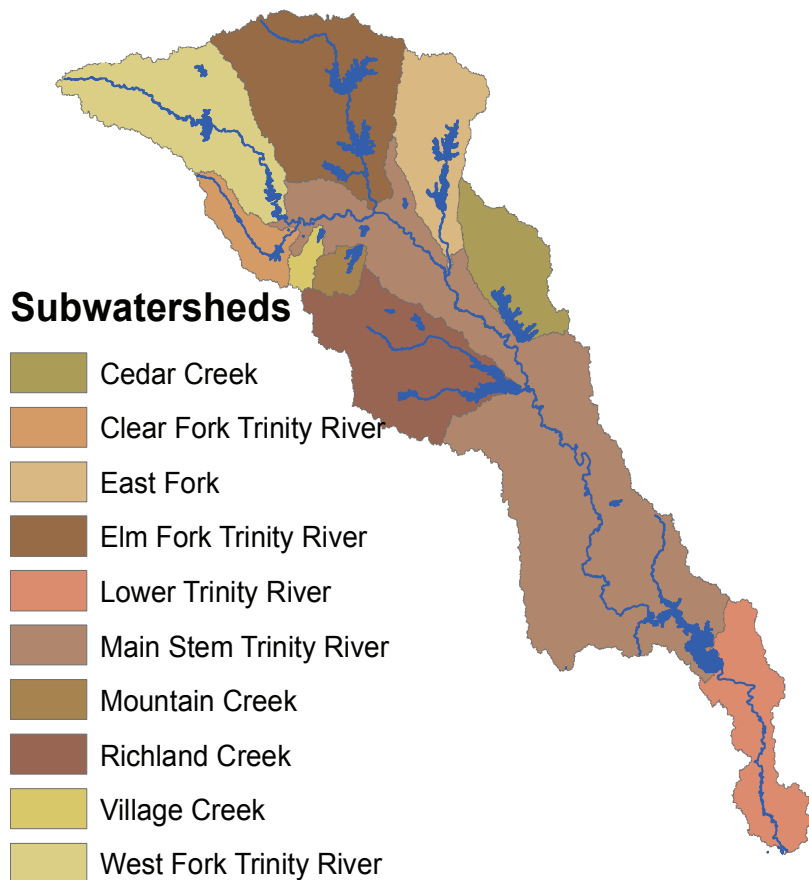 Subwatersheds
Cedar Creek
Clear Fork Trinity River
East Fork
Elm Fork Trinity River
Lower Trinity River
Main Stem Trinity River
Mountain Creek
Richland Creek
Village Creek
West Fork Trinity River